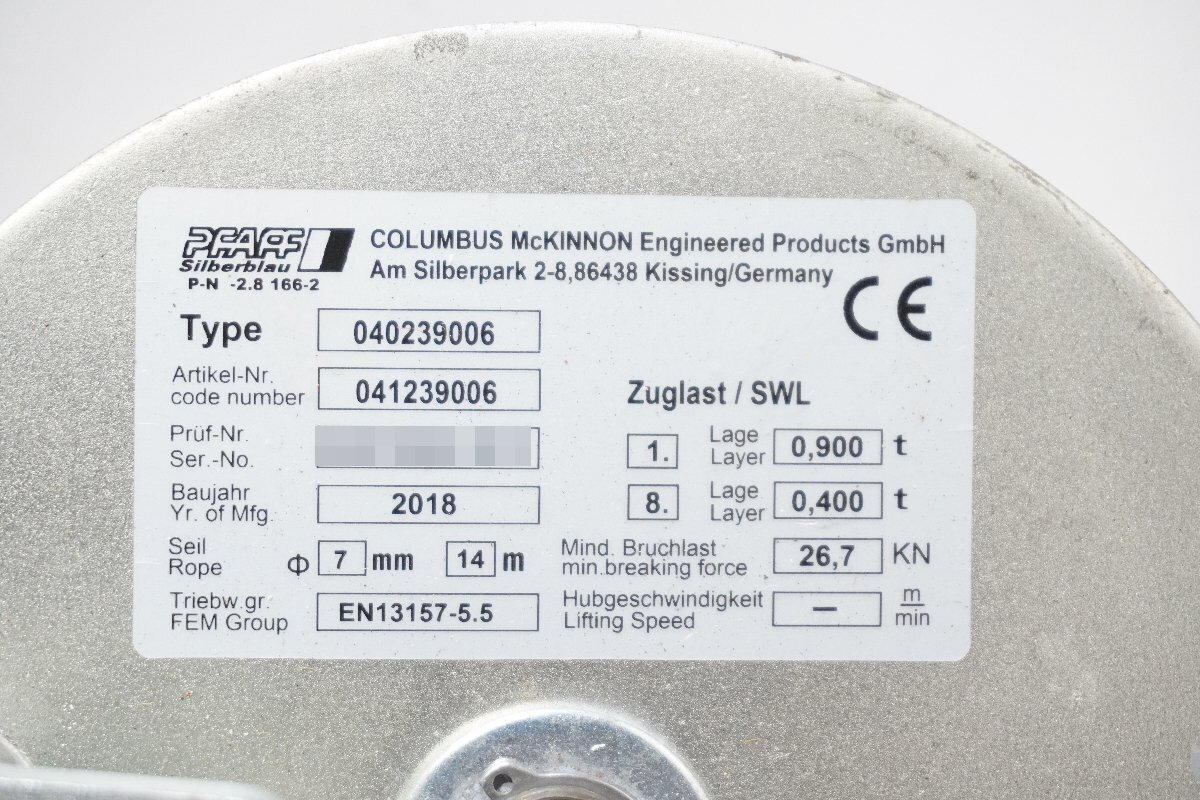 PFAFF
Silberblau
P-N -2.8 166-2
COLUMBUS McKINNON Engineered Products GmbH
Am Silberpark 2-8,86438 Kissing/Germany
CE
Type 040239006
Artikel-Nr.
code number 041239006
Prüf-Nr.
Ser.-No.
Baujahr
Yr. of Mfg. 2018
Seil
Rope Φ 7 mm 14 m
Triebw.gr.
FEM Group EN13157-5.5
Zuglast / SWL
1. Lage
Layer 0,900 t
8. Lage
Layer 0,400 t
Mind. Bruchlast
min.breaking force 26,7 KN
Hubgeschwindigkeit
Lifting Speed — m
min